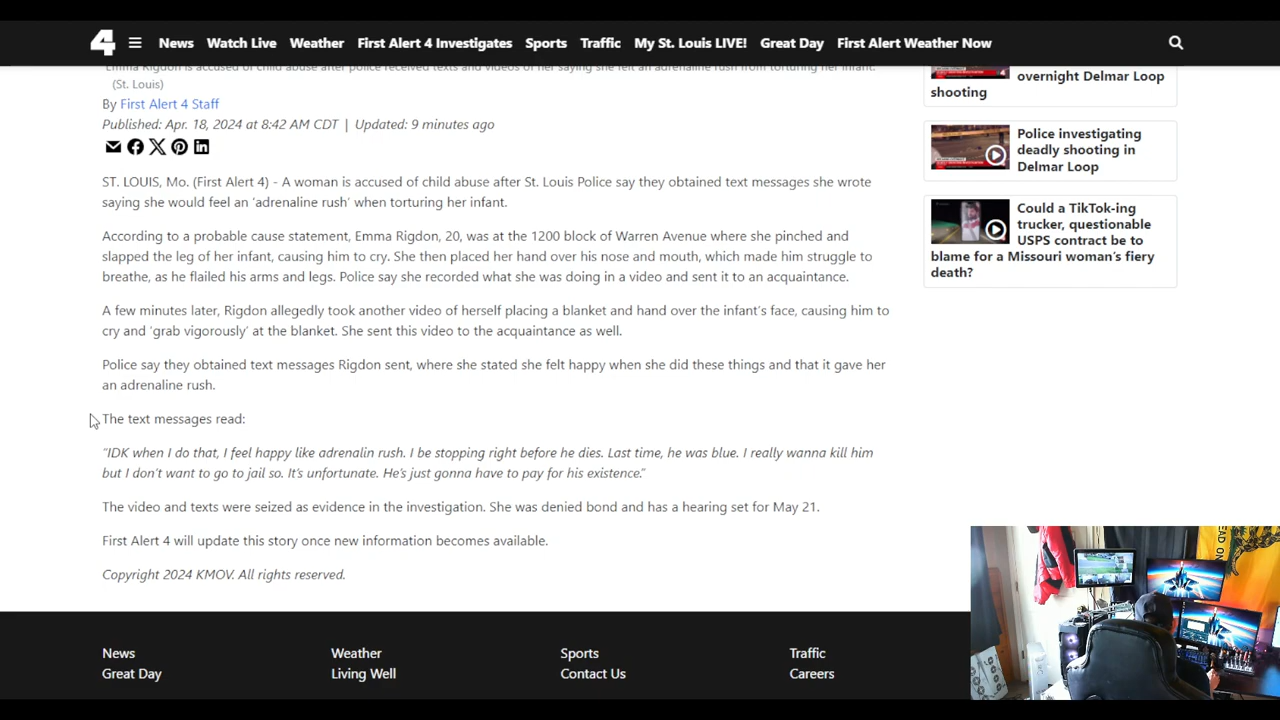 4 News Watch Live Weather First Alert 4 Investigates Sports Traffic My St. Louis LIVE! Great Day First Alert Weather Now
Emma Rigdon is accused of child abuse after police received texts and videos of her saying she felt an adrenaline rush from torturing her infant.
(St. Louis)
By First Alert 4 Staff
Published: Apr. 18, 2024 at 8:42 AM CDT | Updated: 9 minutes ago
ST. LOUIS, Mo. (First Alert 4) - A woman is accused of child abuse after St. Louis Police say they obtained text messages she wrote
saying she would feel an ‘adrenaline rush’ when torturing her infant.
According to a probable cause statement, Emma Rigdon, 20, was at the 1200 block of Warren Avenue where she pinched and
slapped the leg of her infant, causing him to cry. She then placed her hand over his nose and mouth, which made him struggle to
breathe, as he flailed his arms and legs. Police say she recorded what she was doing in a video and sent it to an acquaintance.
A few minutes later, Rigdon allegedly took another video of herself placing a blanket and hand over the infant’s face, causing him to
cry and ‘grab vigorously’ at the blanket. She sent this video to the acquaintance as well.
Police say they obtained text messages Rigdon sent, where she stated she felt happy when she did these things and that it gave her
an adrenaline rush.
The text messages read:
“IDK when I do that, I feel happy like adrenalin rush. I be stopping right before he dies. Last time, he was blue. I really wanna kill him
but I don’t want to go to jail so. It’s unfortunate. He’s just gonna have to pay for his existence.”
The video and texts were seized as evidence in the investigation. She was denied bond and has a hearing set for May 21.
First Alert 4 will update this story once new information becomes available.
Copyright 2024 KMOV. All rights reserved.
overnight Delmar Loop
shooting
Police investigating
deadly shooting in
Delmar Loop
Could a TikTok-ing
trucker, questionable
USPS contract be to
blame for a Missouri woman’s fiery
death?
News Weather Sports Traffic
Great Day Living Well Contact Us Careers